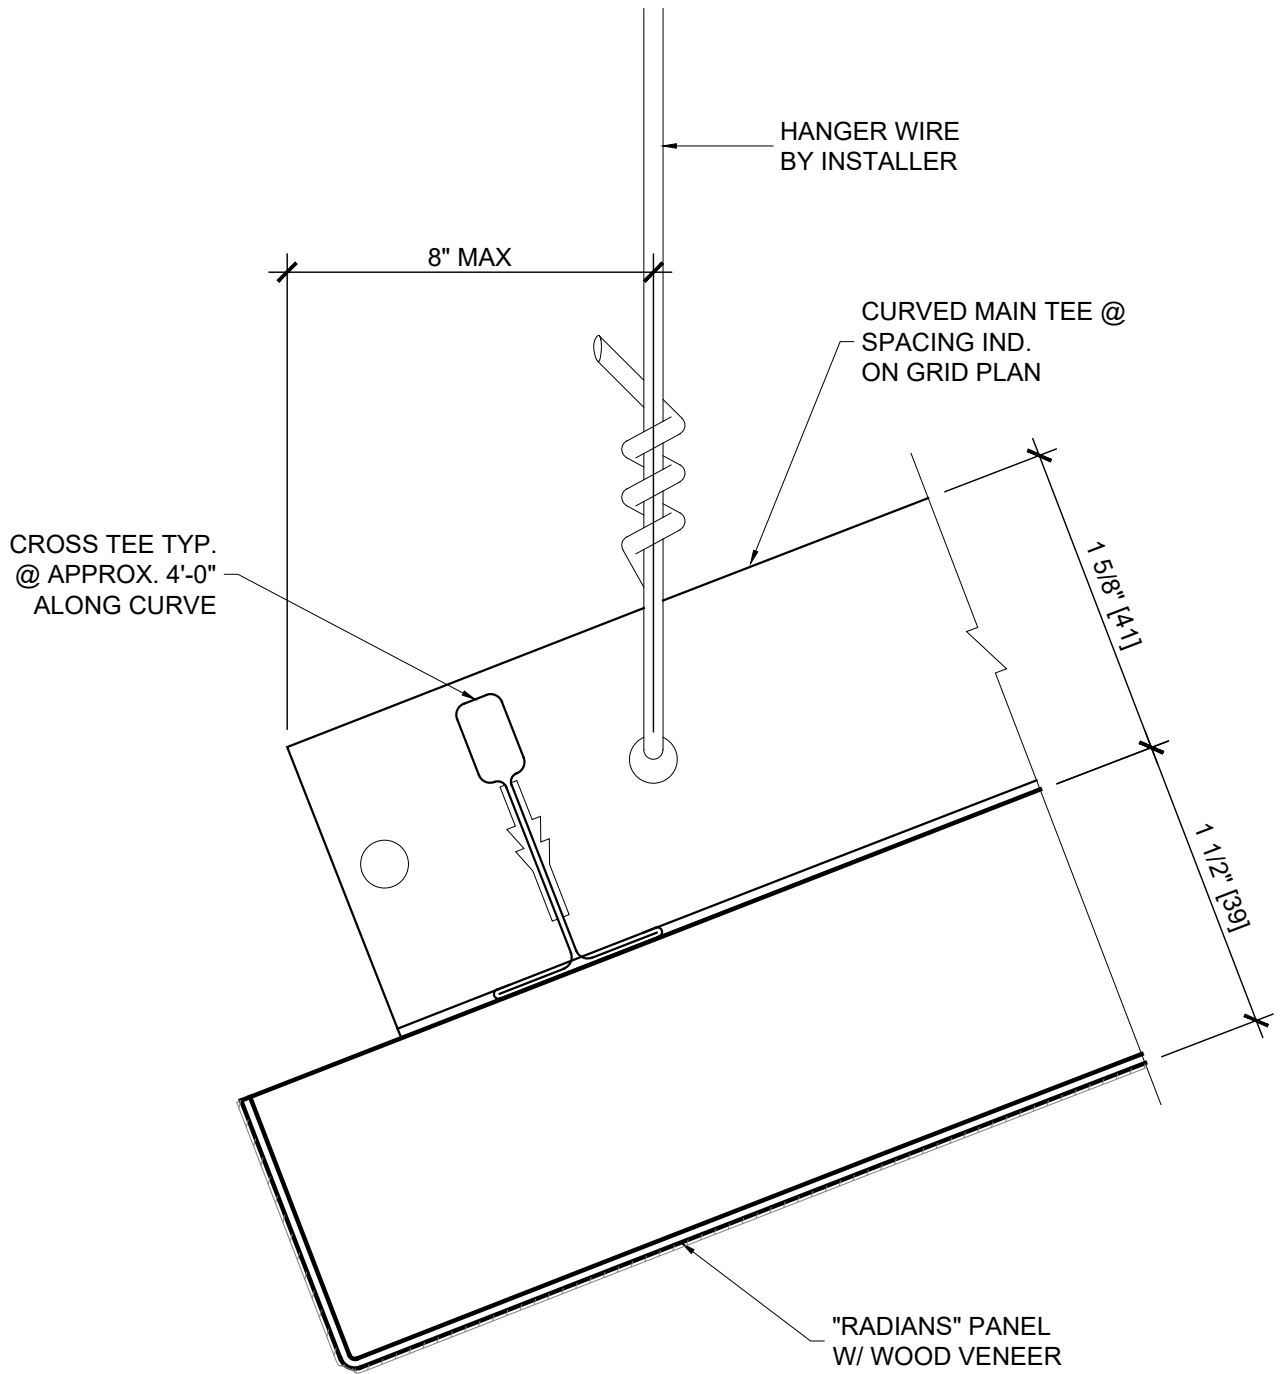 HANGER WIRE
BY INSTALLER
8" MAX
CURVED MAIN TEE @
SPACING IND.
ON GRID PLAN
CROSS TEE TYP.
@ APPROX. 4'-0"
ALONG CURVE
1 5/8" [41]
1 1/2" [39]
"RADIANS" PANEL
W/ WOOD VENEER